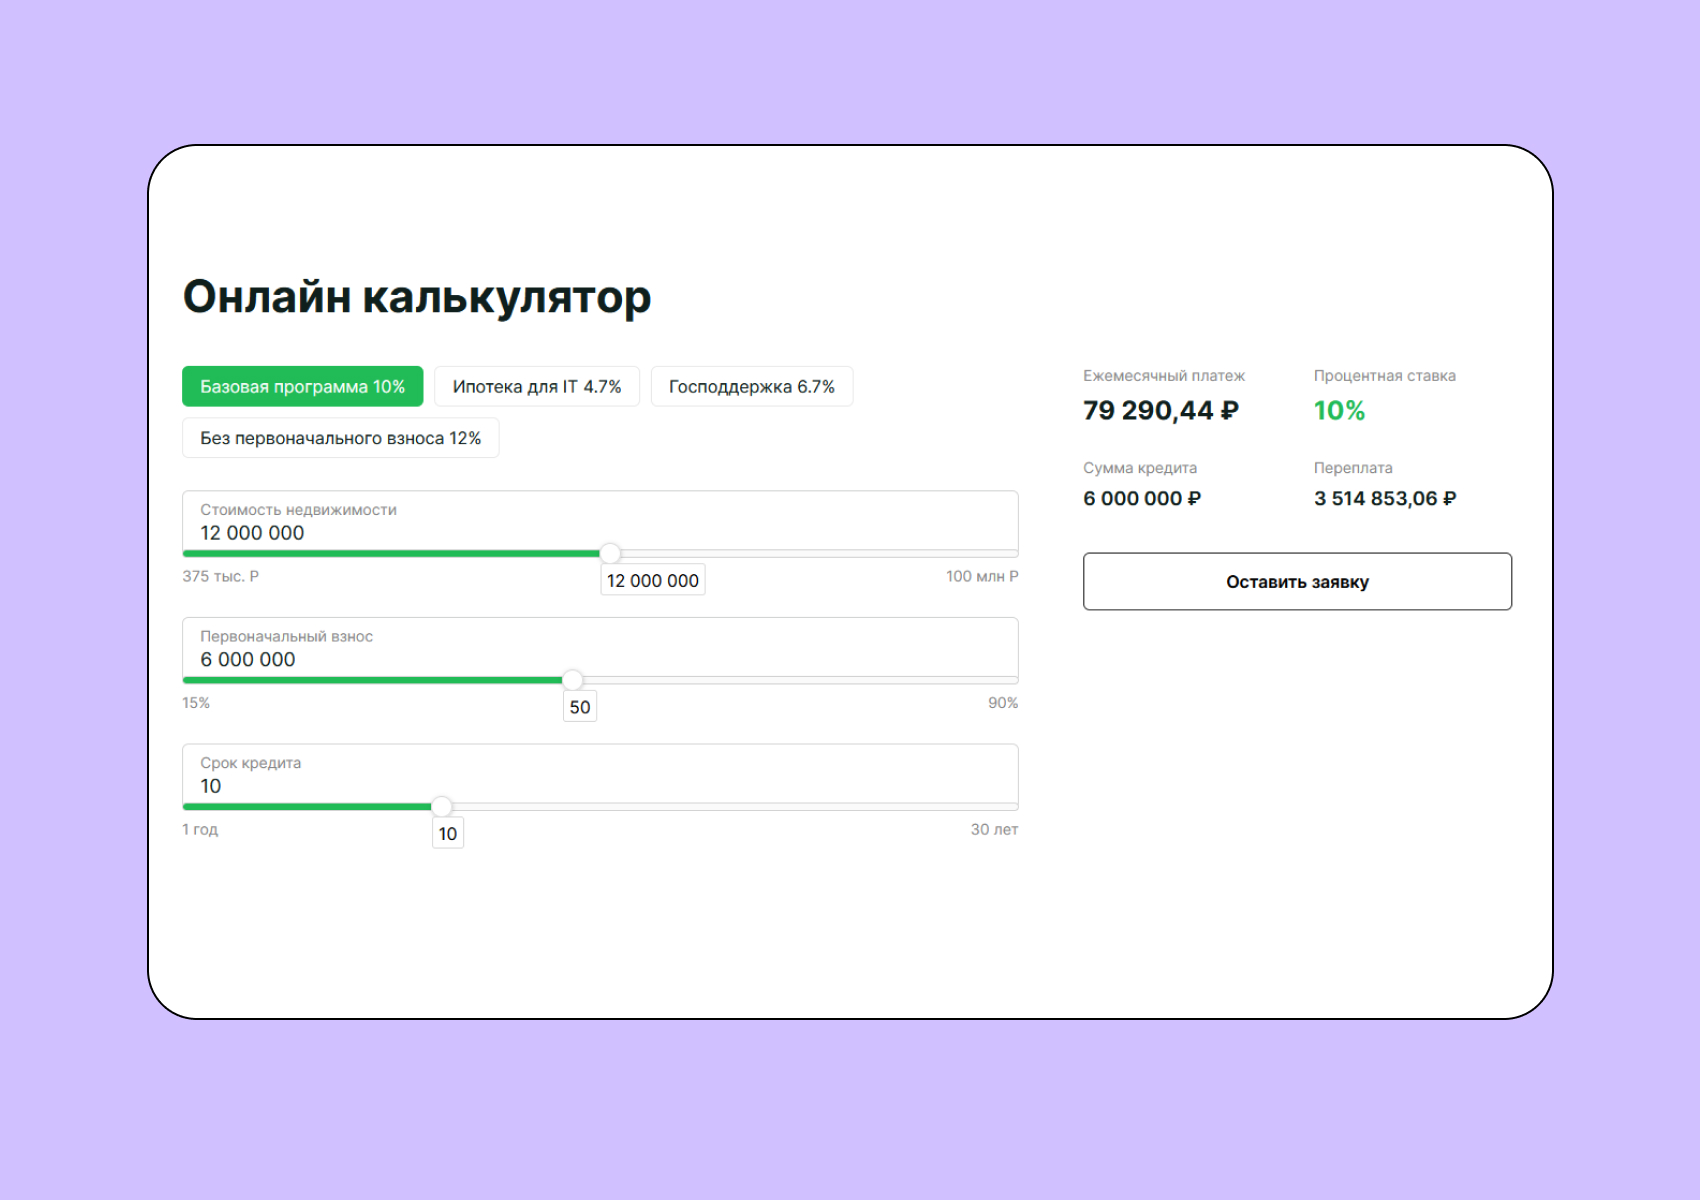 Онлайн калькулятор
Базовая программа 10%
Ипотека для IT 4.7%
Господдержка 6.7%
Без первоначального взноса 12%
Стоимость недвижимости
12 000 000
375 тыс. Р
12 000 000
100 млн Р
Первоначальный взнос
6 000 000
15%
50
90%
Срок кредита
10
1 год
10
30 лет
Ежемесячный платеж
79 290,44 ₽
Процентная ставка
10%
Сумма кредита
6 000 000 ₽
Переплата
3 514 853,06 ₽
Оставить заявку